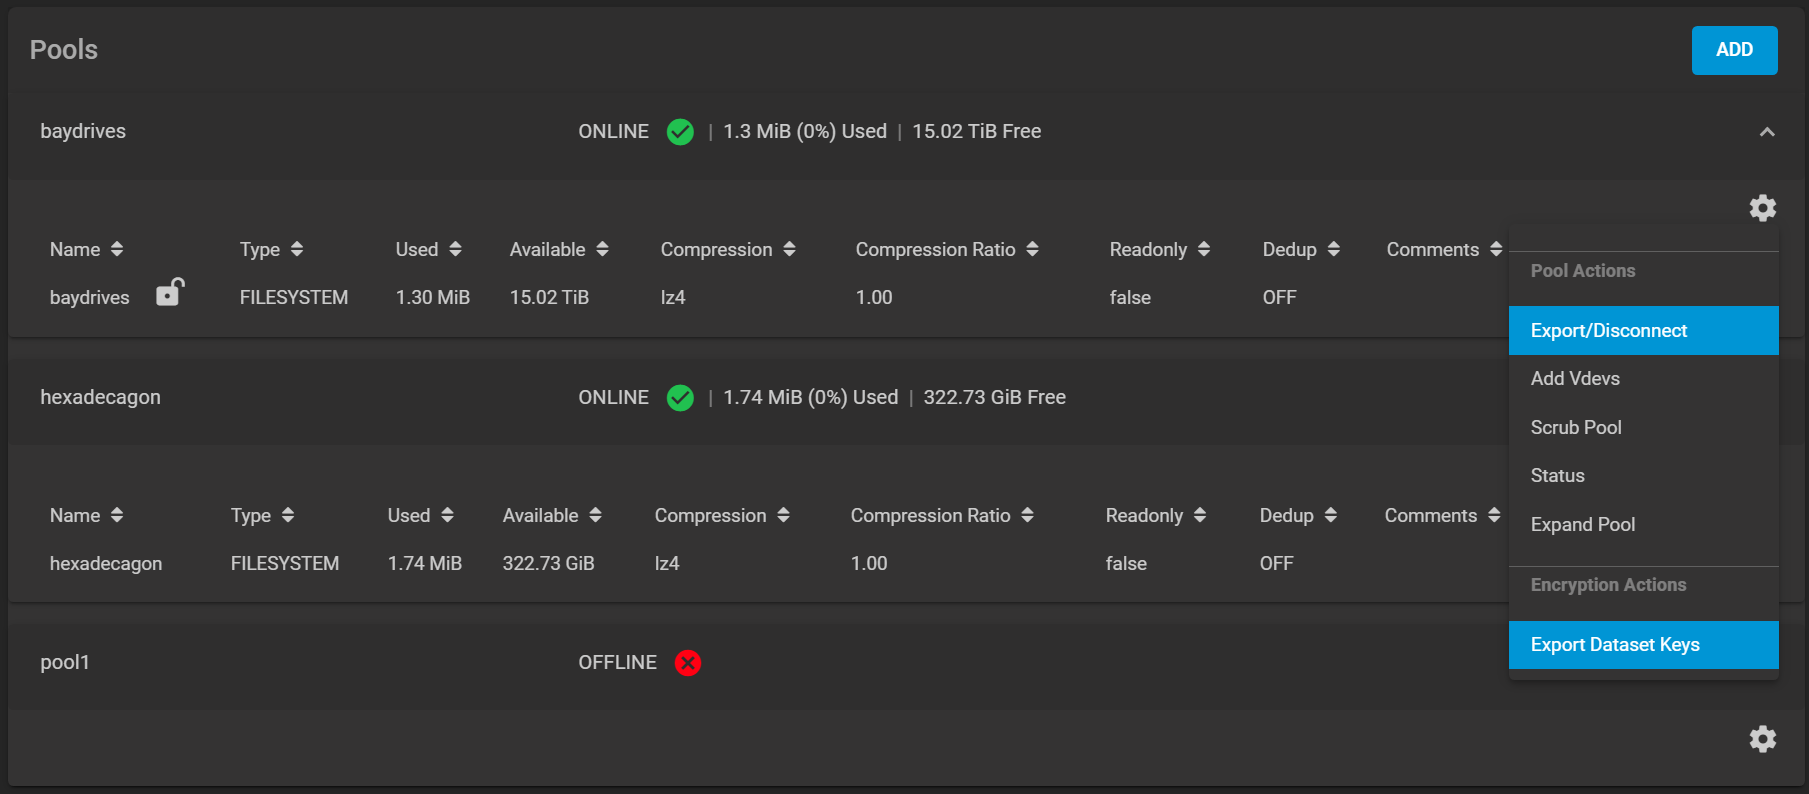 Pools
ADD
baydrives ONLINE | 1.3 MiB (0%) Used | 15.02 TiB Free
Name Type Used Available Compression Compression Ratio Readonly Dedup Comments
baydrives FILESYSTEM 1.30 MiB 15.02 TiB lz4 1.00 false OFF
Pool Actions
Export/Disconnect
Add Vdevs
Scrub Pool
Status
Expand Pool
Encryption Actions
Export Dataset Keys
hexadecagon ONLINE | 1.74 MiB (0%) Used | 322.73 GiB Free
Name Type Used Available Compression Compression Ratio Readonly Dedup Comments
hexadecagon FILESYSTEM 1.74 MiB 322.73 GiB lz4 1.00 false OFF
pool1 OFFLINE